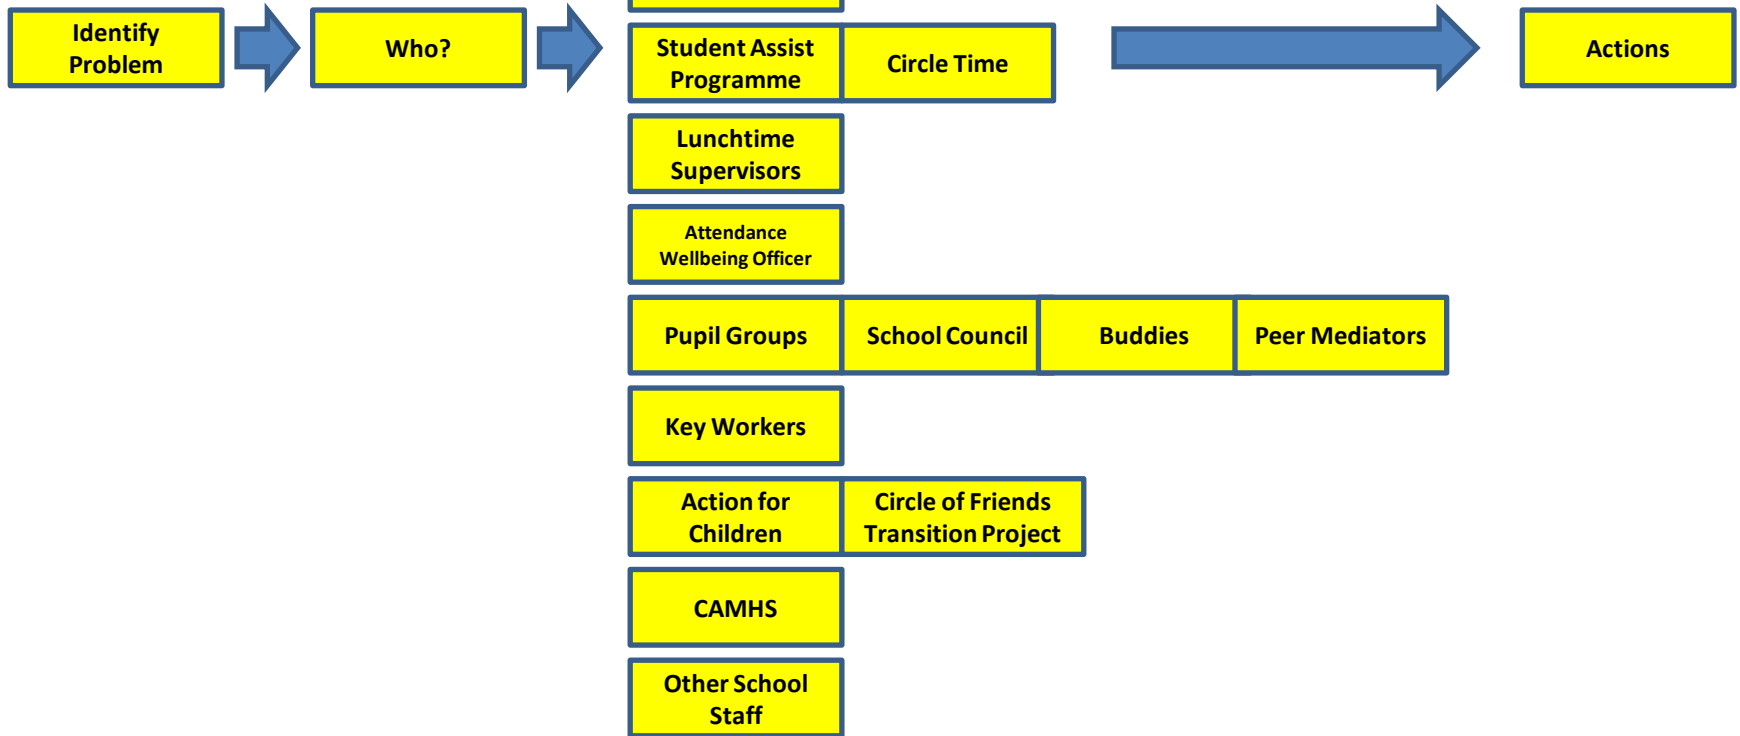 Identify
Problem
Who?
Student Assist
Programme
Circle Time
Actions
Lunchtime
Supervisors
Attendance
Wellbeing Officer
Pupil Groups
School Council
Buddies
Peer Mediators
Key Workers
Action for
Children
Circle of Friends
Transition Project
CAMHS
Other School
Staff